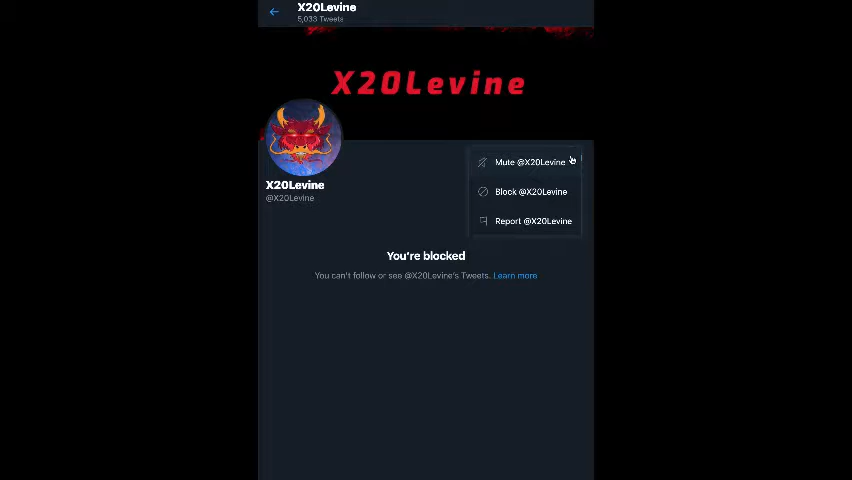 X20Levine
5,033 Tweets
X20Levine
X20Levine
@X20Levine
Mute @X20Levine
Block @X20Levine
Report @X20Levine
You're blocked
You can't follow or see @X20Levine's Tweets. Learn more